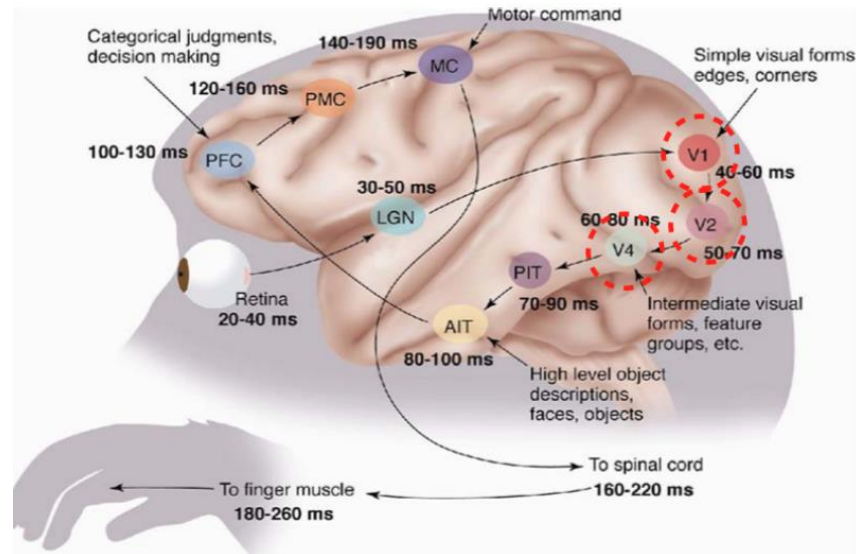 Categorical judgments,
decision making
140-190 ms
Motor command
MC
Simple visual forms
edges, corners
120-160 ms
PMC
100-130 ms
PFC
V1
40-60 ms
30-50 ms
LGN
60-80 ms
V2
V4
50-70 ms
PIT
Retina
20-40 ms
70-90 ms
Intermediate visual
forms, feature
groups, etc.
AIT
80-100 ms
High level object
descriptions,
faces, objects
To spinal cord
160-220 ms
To finger muscle
180-260 ms